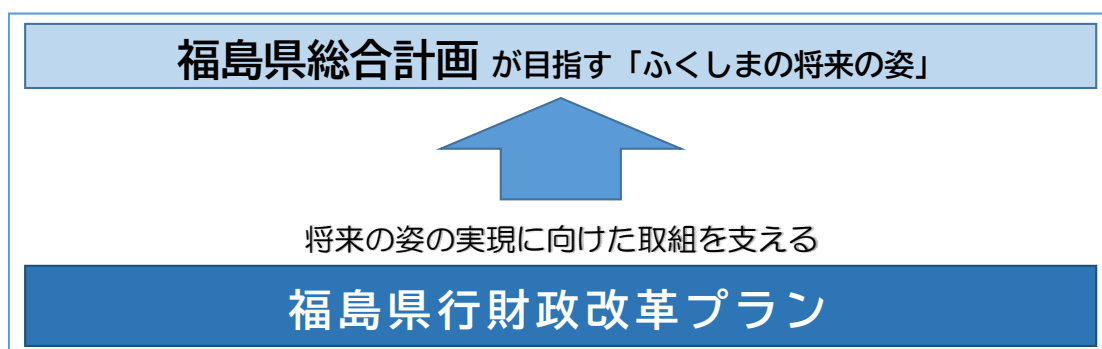 福島県総合計画 が目指す「ふくしまの将来の姿」
将来の姿の実現に向けた取組を支える
福島県行財政改革プラン